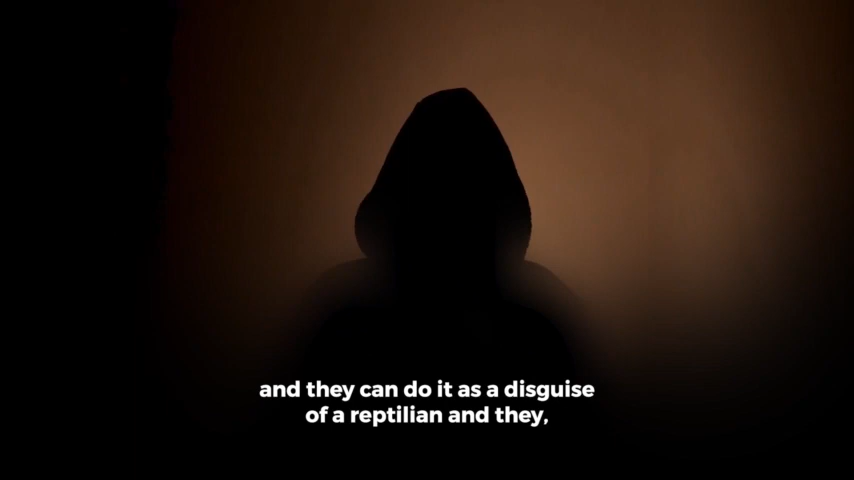 and they can do it as a disguise
of a reptilian and they,